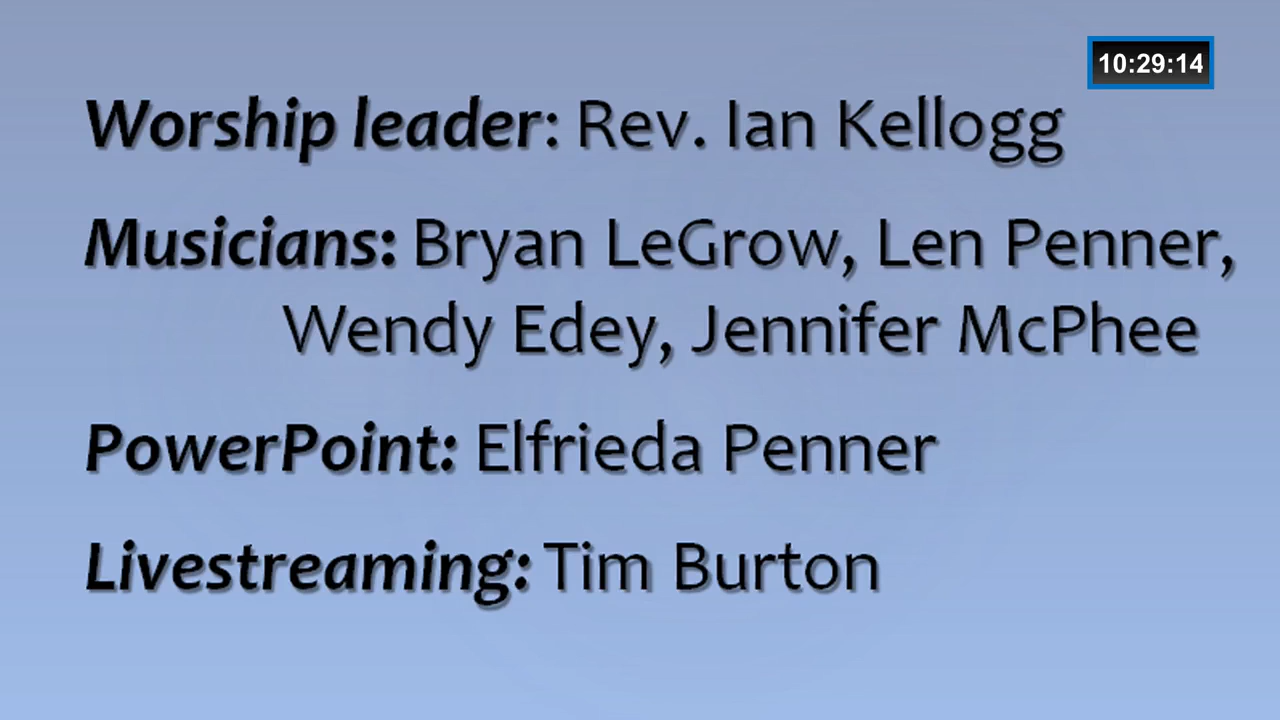 10:29:14
Worship leader: Rev. Ian Kellogg
Musicians: Bryan LeGrow, Len Penner,
Wendy Edey, Jennifer McPhee
PowerPoint: Elfrieda Penner
Livestreaming: Tim Burton